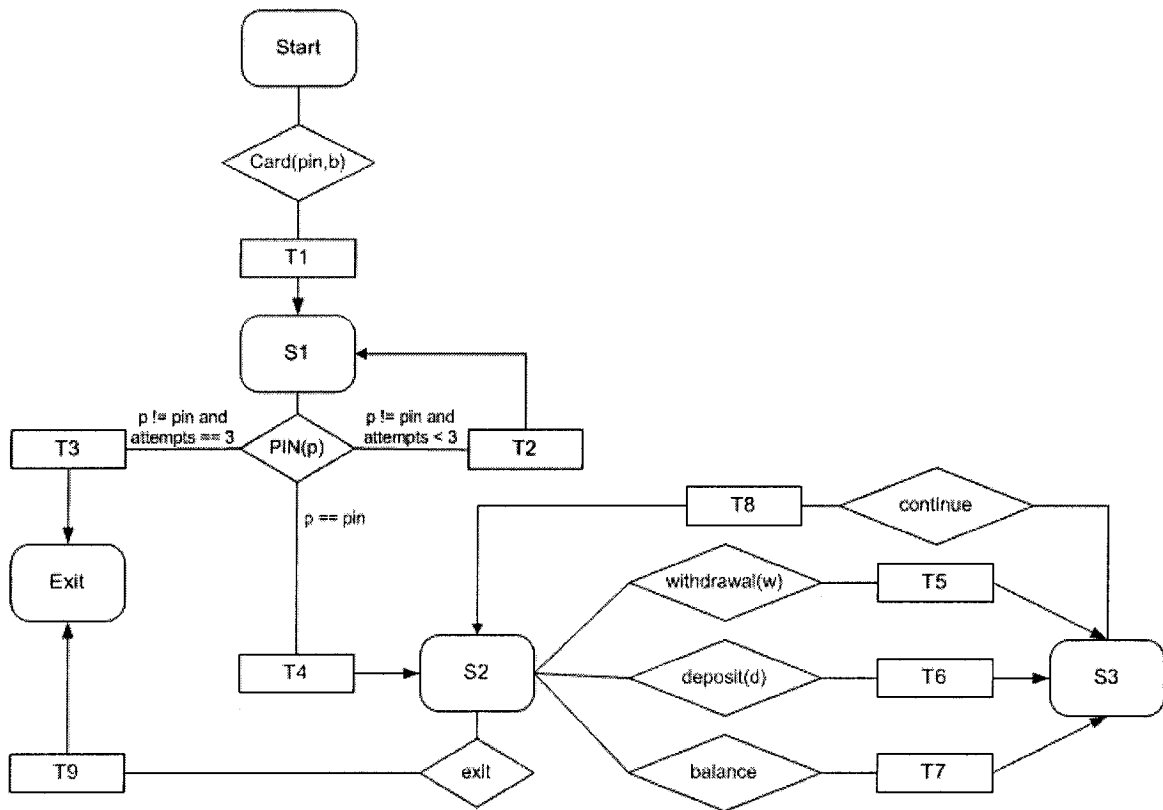 Start
Card(pin,b)
T1
S1
p != pin and
attempts == 3
PIN(p)
p != pin and
attempts < 3
T3
T2
p == pin
T8
continue
Exit
withdrawal(w)
T5
T4
S2
deposit(d)
T6
S3
T9
exit
balance
T7